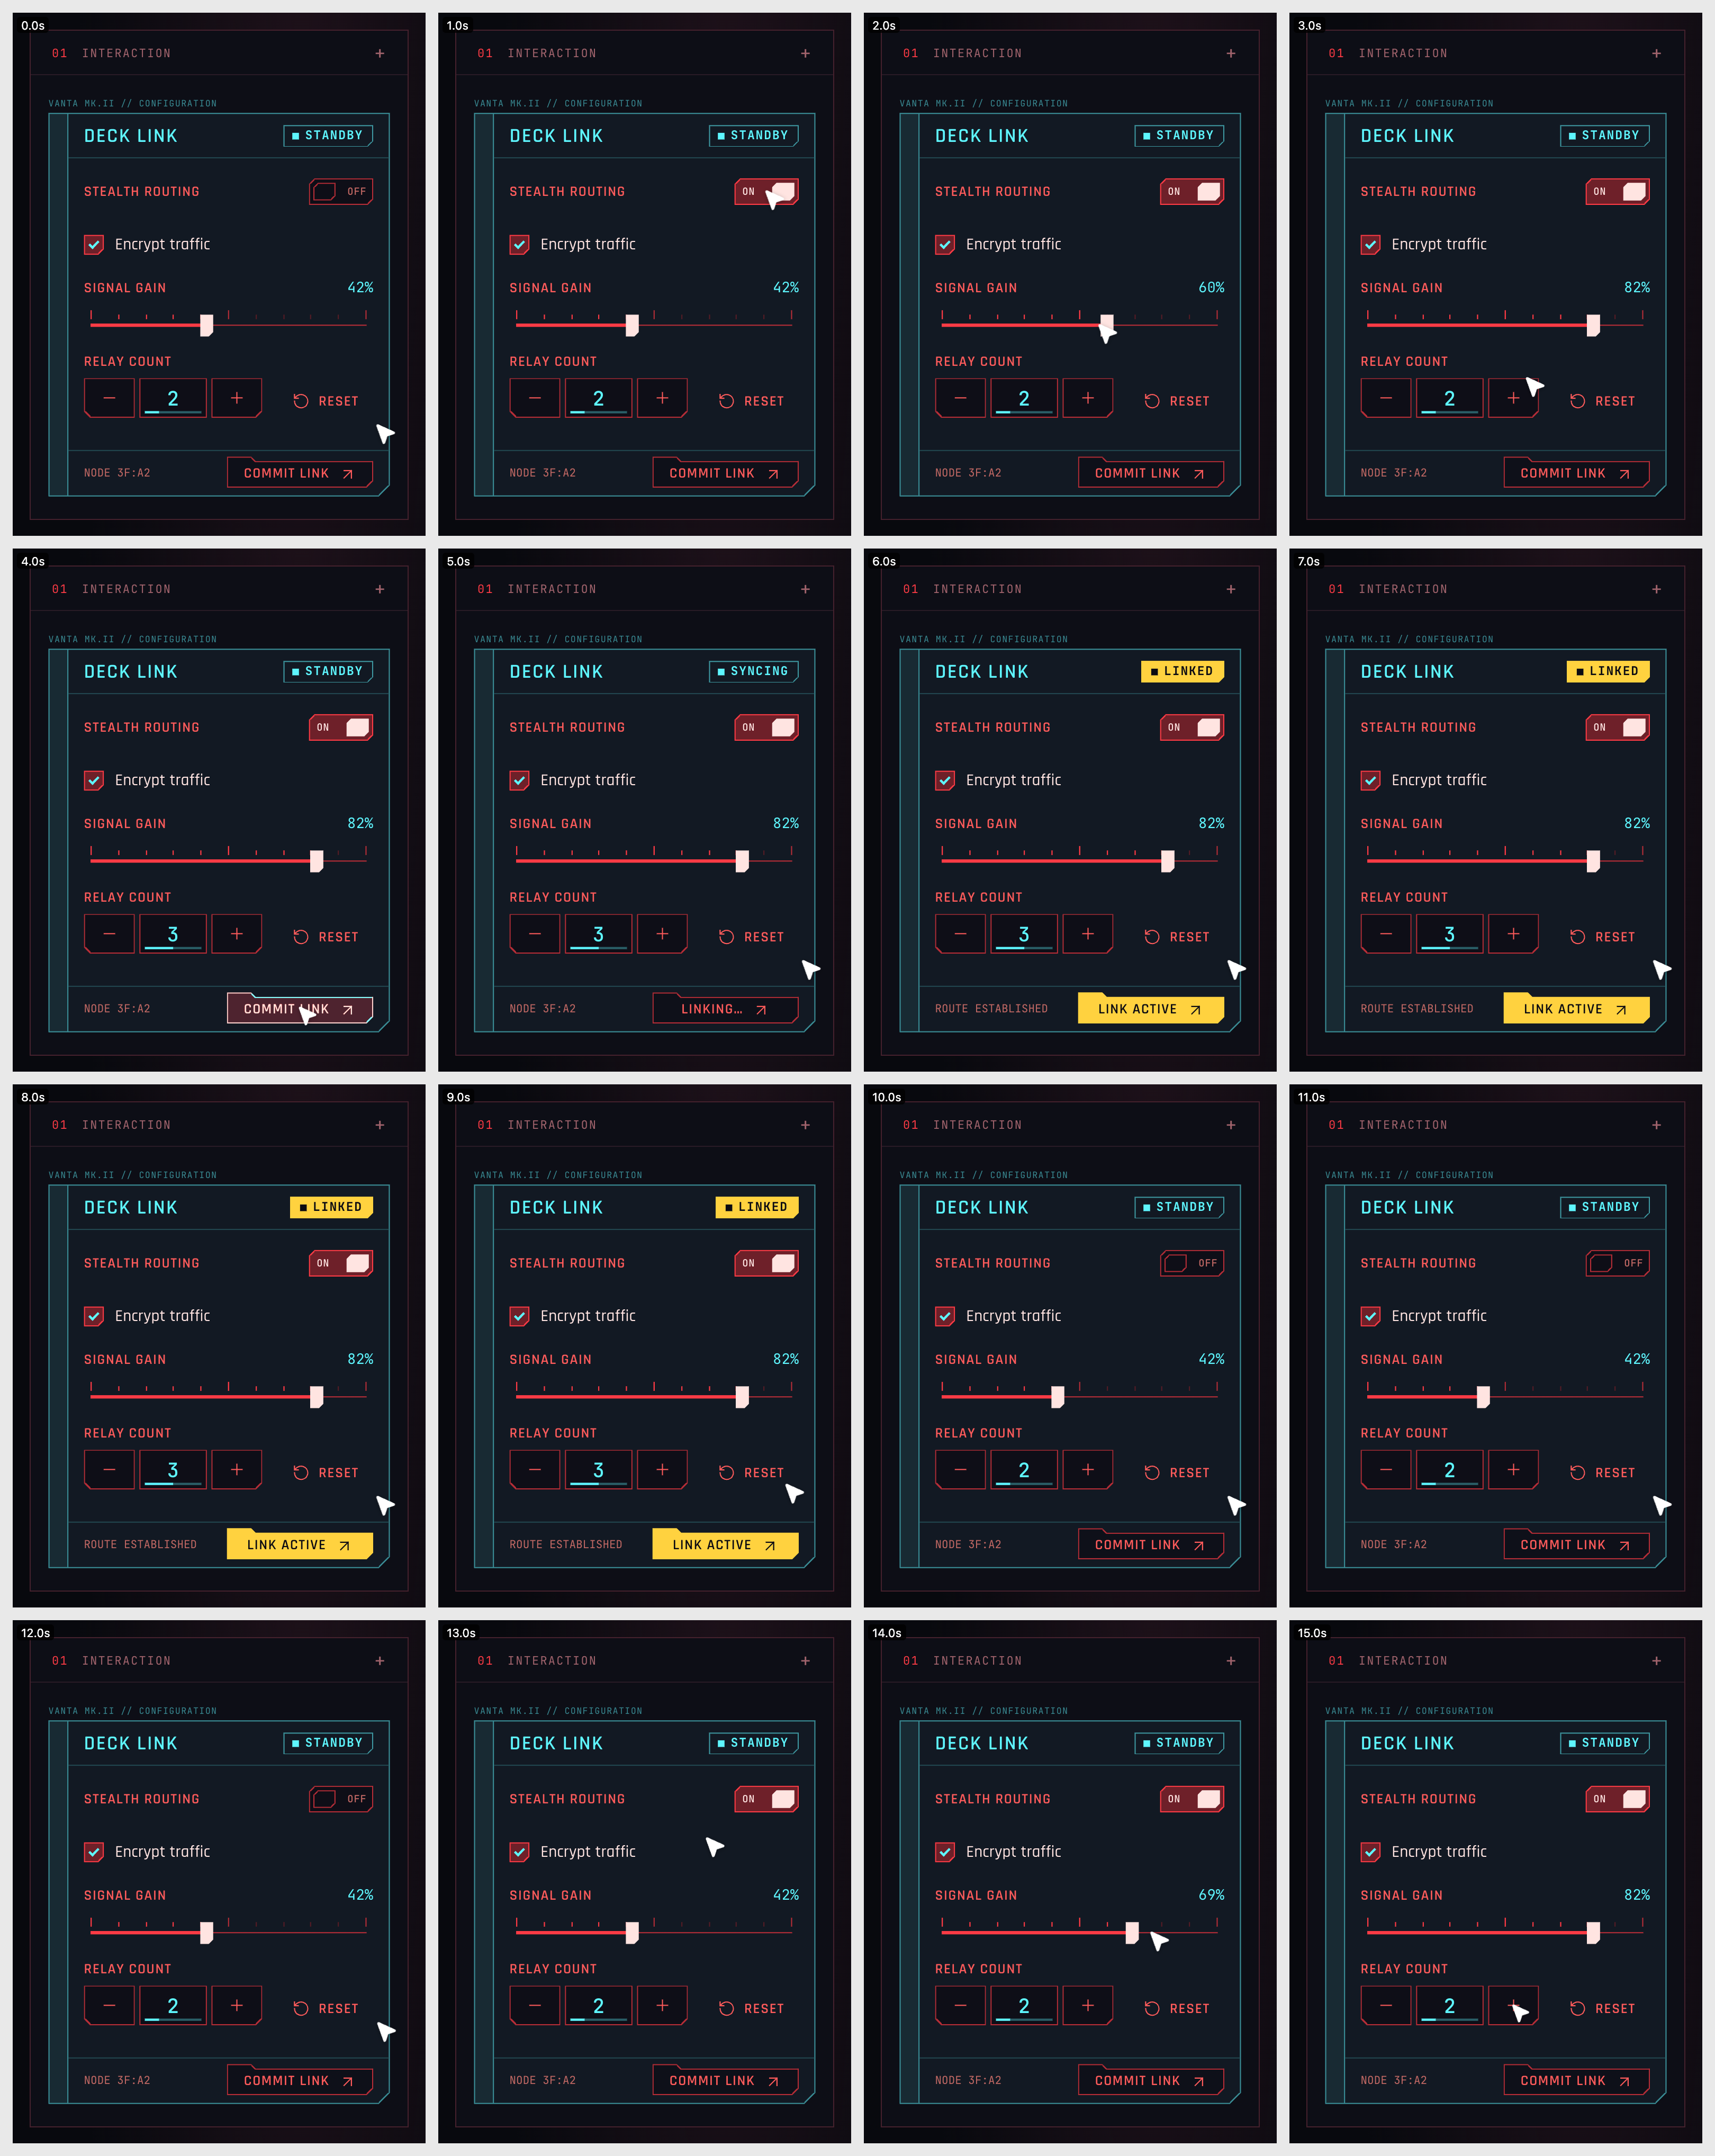 0.0s
01 INTERACTION +
VANTA MK.II // CONFIGURATION
DECK LINK STANDBY
STEALTH ROUTING OFF
Encrypt traffic
SIGNAL GAIN 42%
RELAY COUNT
− 2 + RESET
NODE 3F:A2 COMMIT LINK
1.0s
01 INTERACTION +
VANTA MK.II // CONFIGURATION
DECK LINK STANDBY
STEALTH ROUTING ON
Encrypt traffic
SIGNAL GAIN 42%
RELAY COUNT
− 2 + RESET
NODE 3F:A2 COMMIT LINK
2.0s
01 INTERACTION +
VANTA MK.II // CONFIGURATION
DECK LINK STANDBY
STEALTH ROUTING ON
Encrypt traffic
SIGNAL GAIN 60%
RELAY COUNT
− 2 + RESET
NODE 3F:A2 COMMIT LINK
3.0s
01 INTERACTION +
VANTA MK.II // CONFIGURATION
DECK LINK STANDBY
STEALTH ROUTING ON
Encrypt traffic
SIGNAL GAIN 82%
RELAY COUNT
− 2 + RESET
NODE 3F:A2 COMMIT LINK
4.0s
01 INTERACTION +
VANTA MK.II // CONFIGURATION
DECK LINK STANDBY
STEALTH ROUTING ON
Encrypt traffic
SIGNAL GAIN 82%
RELAY COUNT
− 3 + RESET
NODE 3F:A2 COMMIT LINK
5.0s
01 INTERACTION +
VANTA MK.II // CONFIGURATION
DECK LINK SYNCING
STEALTH ROUTING ON
Encrypt traffic
SIGNAL GAIN 82%
RELAY COUNT
− 3 + RESET
NODE 3F:A2 LINKING...
6.0s
01 INTERACTION +
VANTA MK.II // CONFIGURATION
DECK LINK LINKED
STEALTH ROUTING ON
Encrypt traffic
SIGNAL GAIN 82%
RELAY COUNT
− 3 + RESET
ROUTE ESTABLISHED LINK ACTIVE
7.0s
01 INTERACTION +
VANTA MK.II // CONFIGURATION
DECK LINK LINKED
STEALTH ROUTING ON
Encrypt traffic
SIGNAL GAIN 82%
RELAY COUNT
− 3 + RESET
ROUTE ESTABLISHED LINK ACTIVE
8.0s
01 INTERACTION +
VANTA MK.II // CONFIGURATION
DECK LINK LINKED
STEALTH ROUTING ON
Encrypt traffic
SIGNAL GAIN 82%
RELAY COUNT
− 3 + RESET
ROUTE ESTABLISHED LINK ACTIVE
9.0s
01 INTERACTION +
VANTA MK.II // CONFIGURATION
DECK LINK LINKED
STEALTH ROUTING ON
Encrypt traffic
SIGNAL GAIN 82%
RELAY COUNT
− 3 + RESET
ROUTE ESTABLISHED LINK ACTIVE
10.0s
01 INTERACTION +
VANTA MK.II // CONFIGURATION
DECK LINK STANDBY
STEALTH ROUTING OFF
Encrypt traffic
SIGNAL GAIN 42%
RELAY COUNT
− 2 + RESET
NODE 3F:A2 COMMIT LINK
11.0s
01 INTERACTION +
VANTA MK.II // CONFIGURATION
DECK LINK STANDBY
STEALTH ROUTING OFF
Encrypt traffic
SIGNAL GAIN 42%
RELAY COUNT
− 2 + RESET
NODE 3F:A2 COMMIT LINK
12.0s
01 INTERACTION +
VANTA MK.II // CONFIGURATION
DECK LINK STANDBY
STEALTH ROUTING OFF
Encrypt traffic
SIGNAL GAIN 42%
RELAY COUNT
− 2 + RESET
NODE 3F:A2 COMMIT LINK
13.0s
01 INTERACTION +
VANTA MK.II // CONFIGURATION
DECK LINK STANDBY
STEALTH ROUTING ON
Encrypt traffic
SIGNAL GAIN 42%
RELAY COUNT
− 2 + RESET
NODE 3F:A2 COMMIT LINK
14.0s
01 INTERACTION +
VANTA MK.II // CONFIGURATION
DECK LINK STANDBY
STEALTH ROUTING ON
Encrypt traffic
SIGNAL GAIN 69%
RELAY COUNT
− 2 + RESET
NODE 3F:A2 COMMIT LINK
15.0s
01 INTERACTION +
VANTA MK.II // CONFIGURATION
DECK LINK STANDBY
STEALTH ROUTING ON
Encrypt traffic
SIGNAL GAIN 82%
RELAY COUNT
− 2 + RESET
NODE 3F:A2 COMMIT LINK